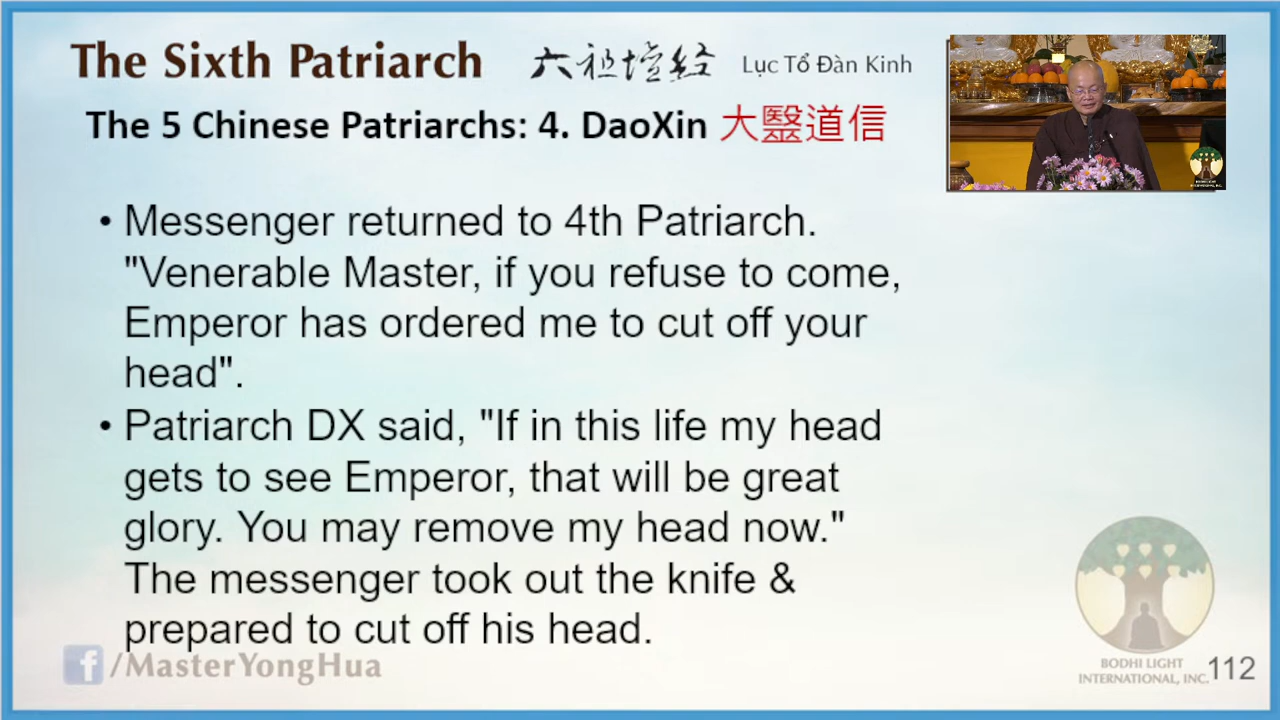 The Sixth Patriarch 六祖壇经 Lục Tổ Đàn Kinh
The 5 Chinese Patriarchs: 4. DaoXin 大毉道信
• Messenger returned to 4th Patriarch.
"Venerable Master, if you refuse to come,
Emperor has ordered me to cut off your
head".
• Patriarch DX said, "If in this life my head
gets to see Emperor, that will be great
glory. You may remove my head now."
The messenger took out the knife &
prepared to cut off his head.
f/MasterYongHua
BODHI LIGHT
INTERNATIONAL, INC.
112